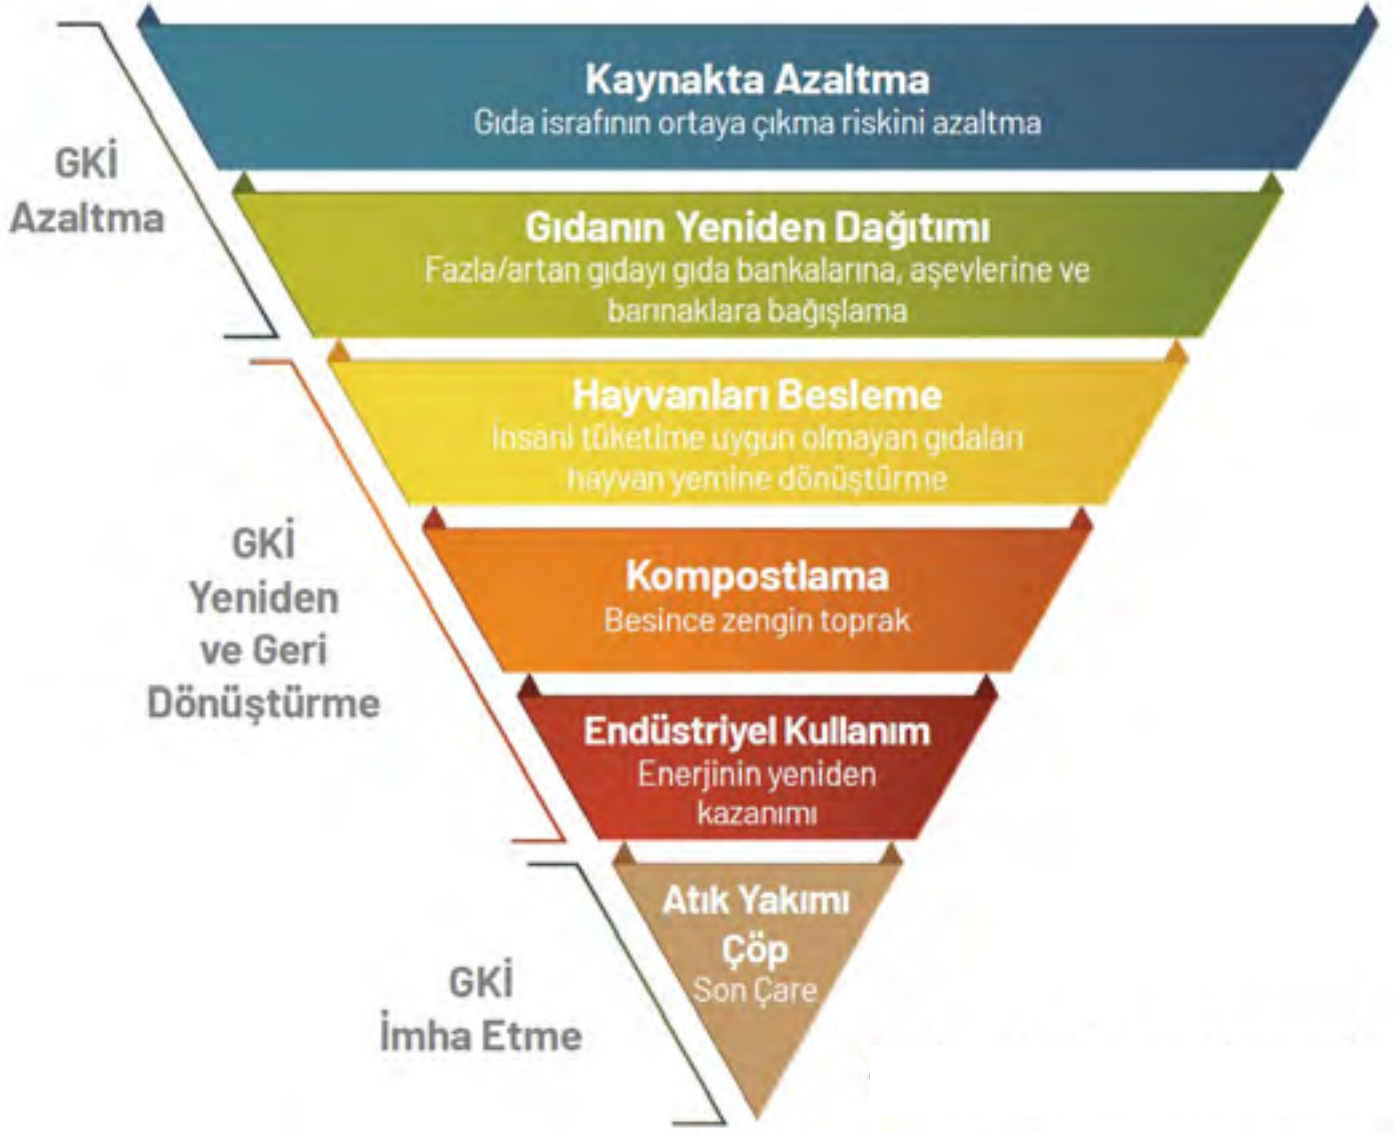 Kaynakta Azaltma
Gıda israfının ortaya çıkma riskini azaltma
GKİ
Azaltma
Gıdanın Yeniden Dağıtımı
Fazla/artan gıdayı gıda bankalarına, aşevlerine ve
barınaklara bağışlama
Hayvanları Besleme
İnsani tüketime uygun olmayan gıdaları
hayvan yemine dönüştürme
GKİ
Yeniden
ve Geri
Dönüştürme
Kompostlama
Besince zengin toprak
Endüstriyel Kullanım
Enerjinin yeniden
kazanımı
Atık Yakımı
Çöp
Son Çare
GKİ
İmha Etme